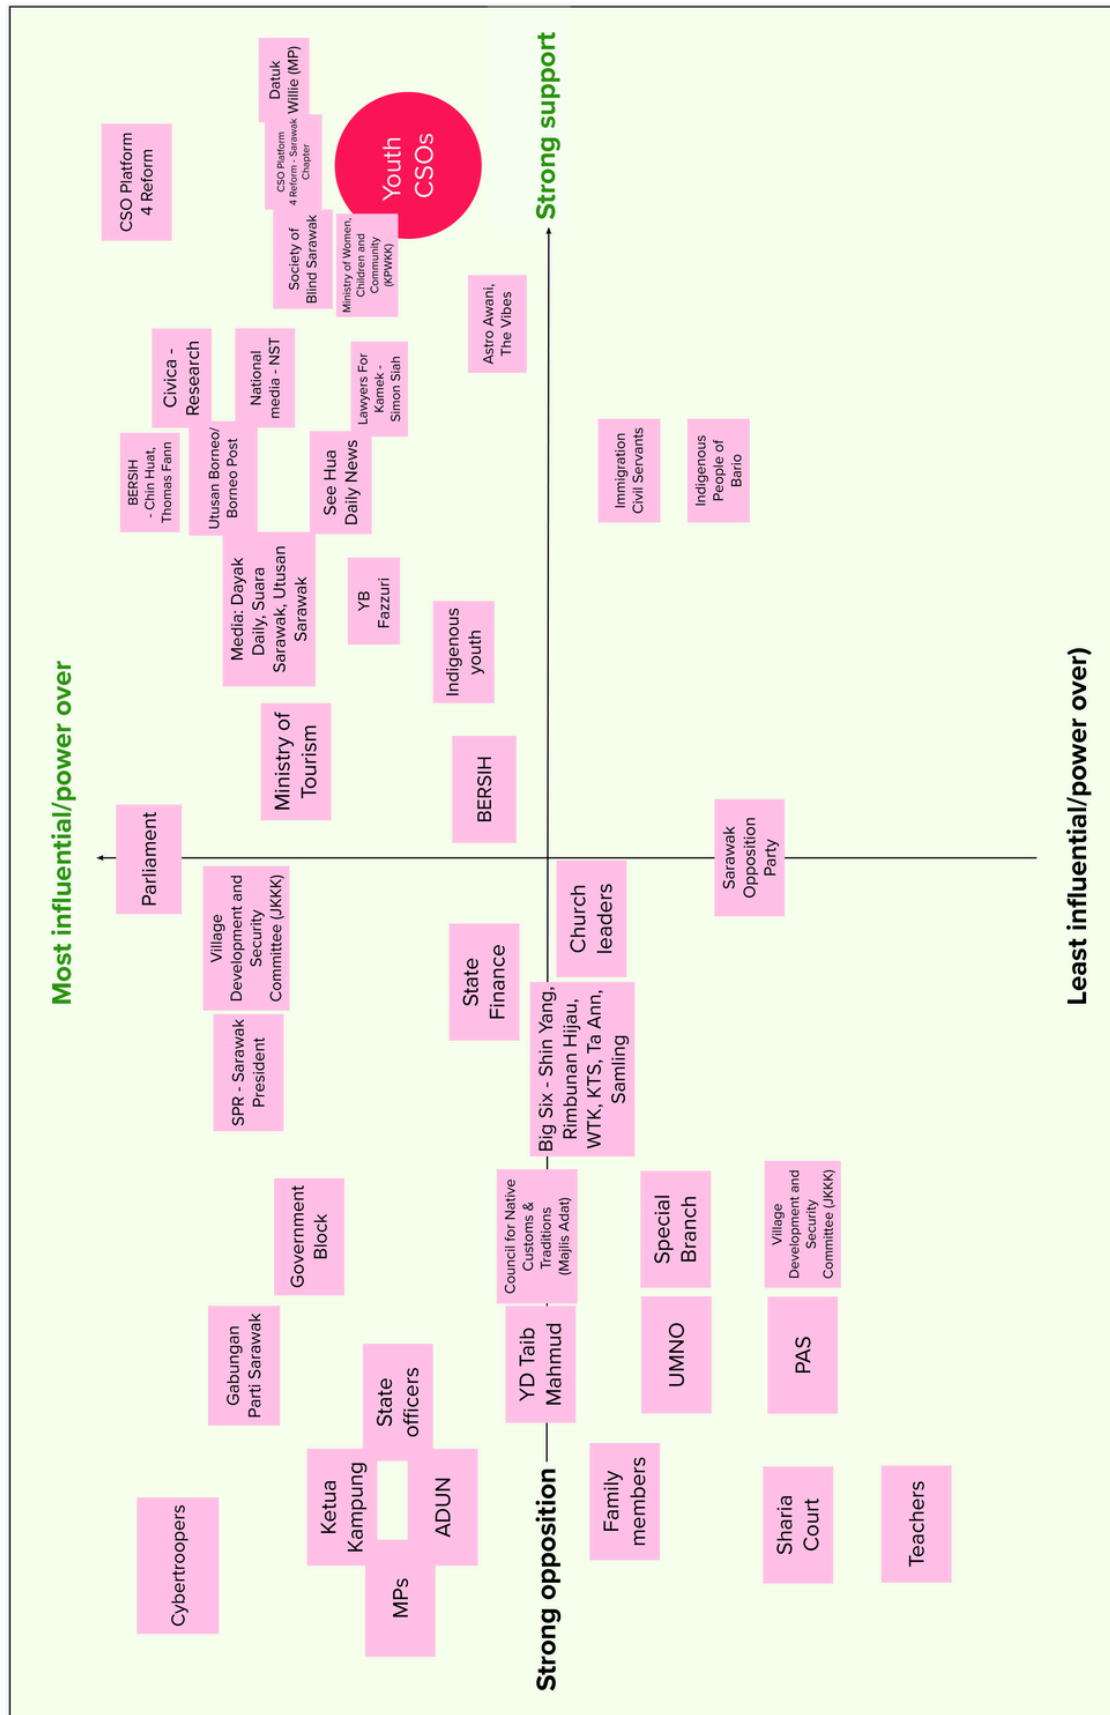 Most influential/power over
Cybertroopers
Gabungan
Parti Sarawak
Government
Block
SPR - Sarawak
President
Village
Development and
Security
Committee (JKKK)
Parliament
Ministry of
Tourism
Media: Dayak
Daily, Suara
Sarawak, Utusan
Sarawak
BERSIH
- Chin Huat,
Thomas Fann
Utusan Borneo/
Borneo Post
Civica -
Research
National
media - NST
See Hua
Daily News
CSO Platform
4 Reform
Datuk
Willie (MP)
CSO Platform
4 Reform - Sarawak
Chapter
Society of
Blind Sarawak
Ministry of Women,
Children and
Community
(KPWKK)
Youth
CSOs
Lawyers For
Kamek -
Simon Siah
YB
Fazzuri
Indigenous
youth
BERSIH
Astro Awani,
The Vibes
Ketua
Kampung
State
officers
MPs
ADUN
State
Finance
Strong opposition
Strong support
YD Taib
Mahmud
Council for Native
Customs &
Traditions
(Majlis Adat)
Big Six - Shin Yang,
Rimbunan Hijau,
WTK, KTS, Ta Ann,
Samling
Church
leaders
Family
members
UMNO
Special
Branch
Immigration
Civil Servants
Indigenous
People of
Bario
Sarawak
Opposition
Party
Sharia
Court
PAS
Village
Development and
Security
Committee (JKKK)
Teachers
Least influential/power over)